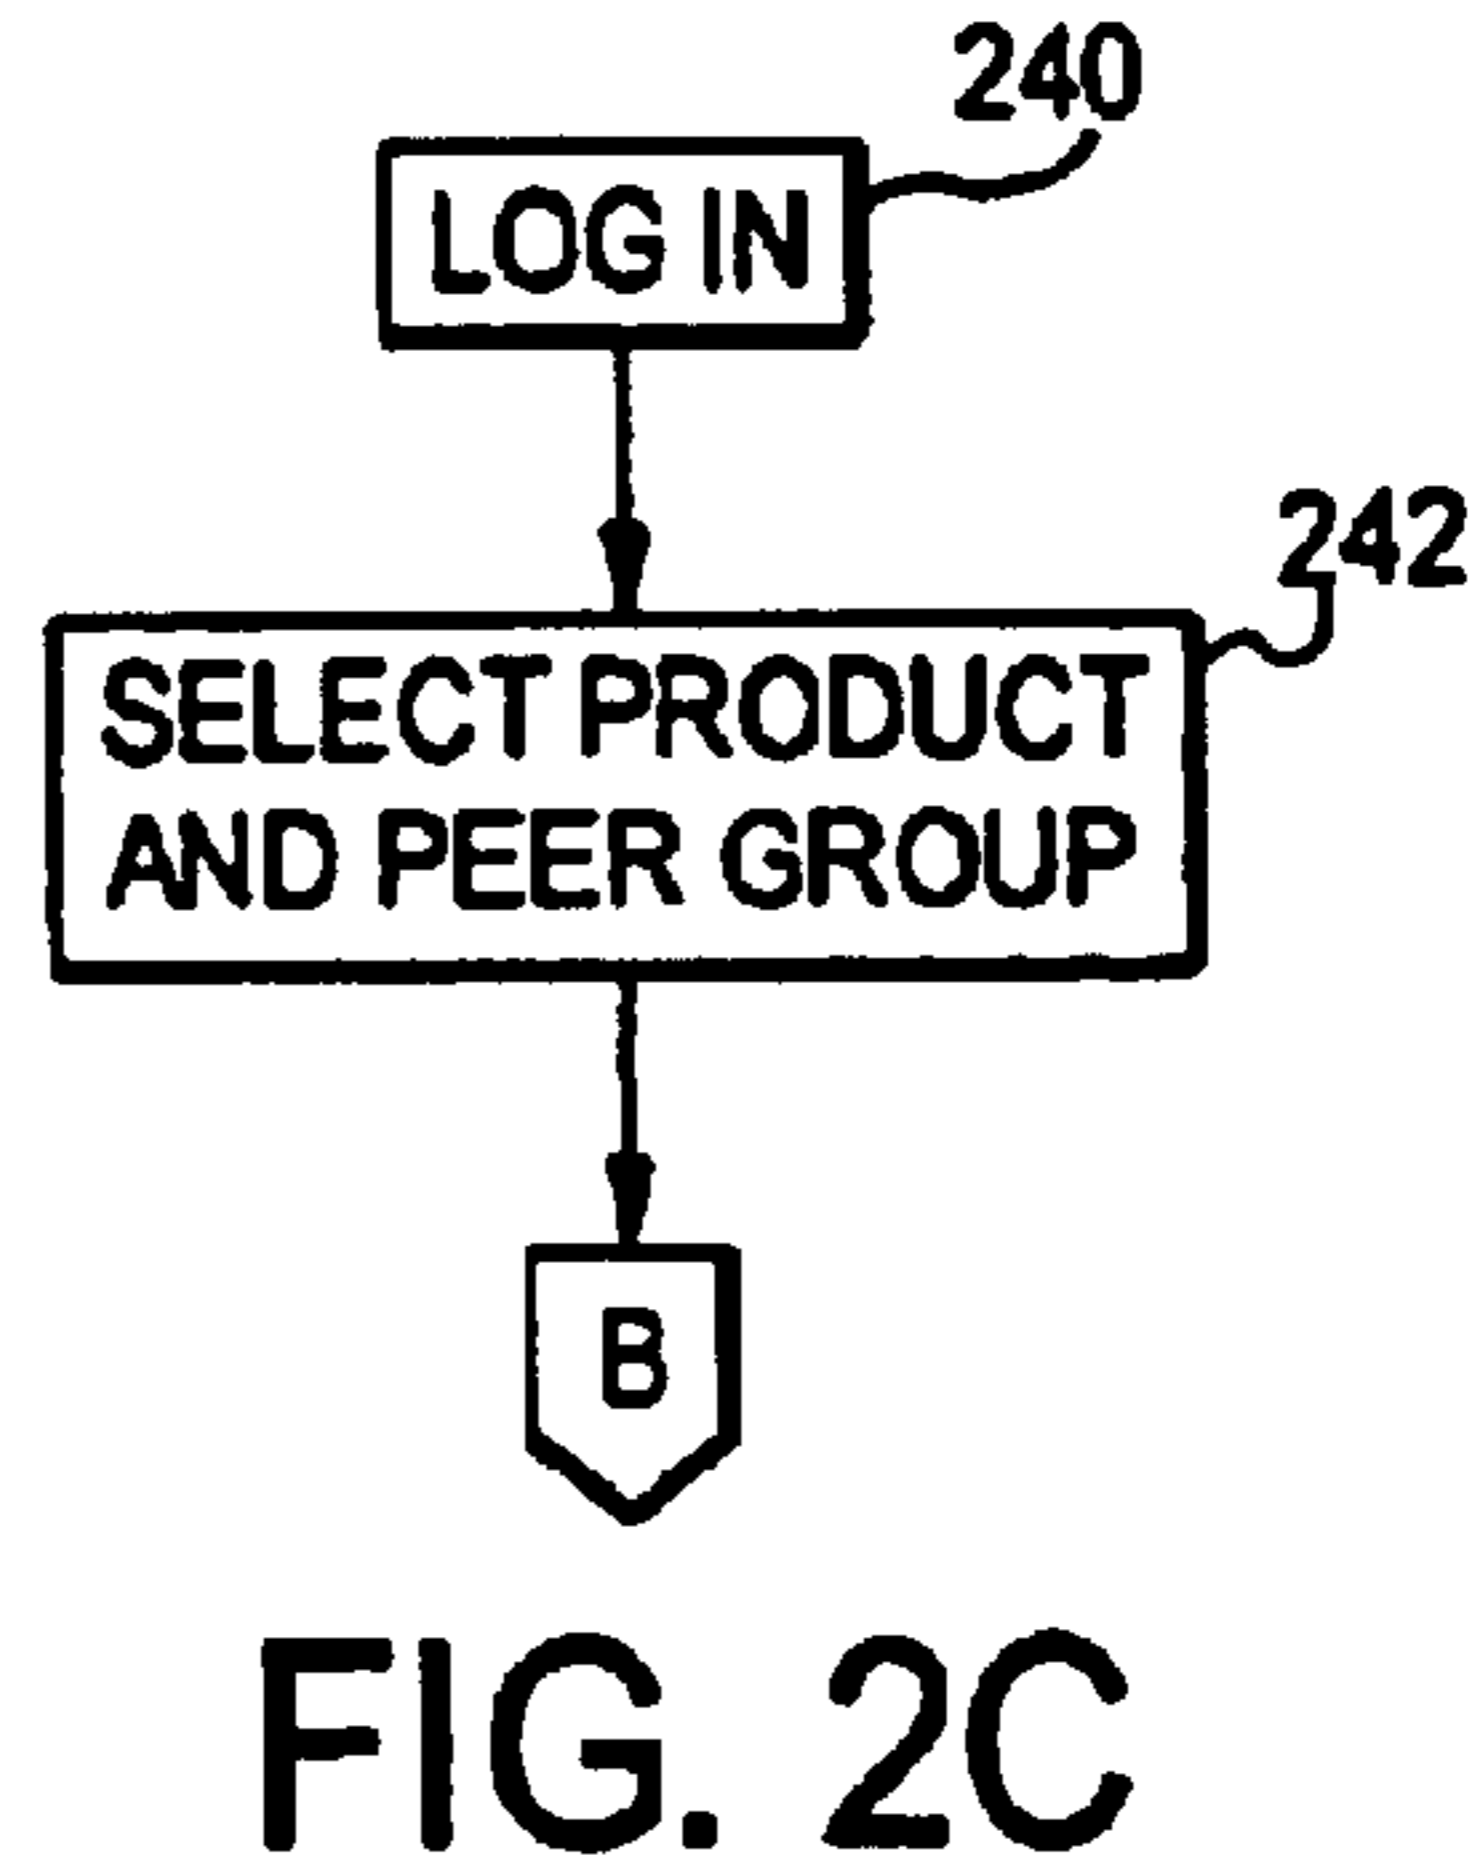 240
LOG IN
242
SELECT PRODUCT
AND PEER GROUP
B
FIG. 2C